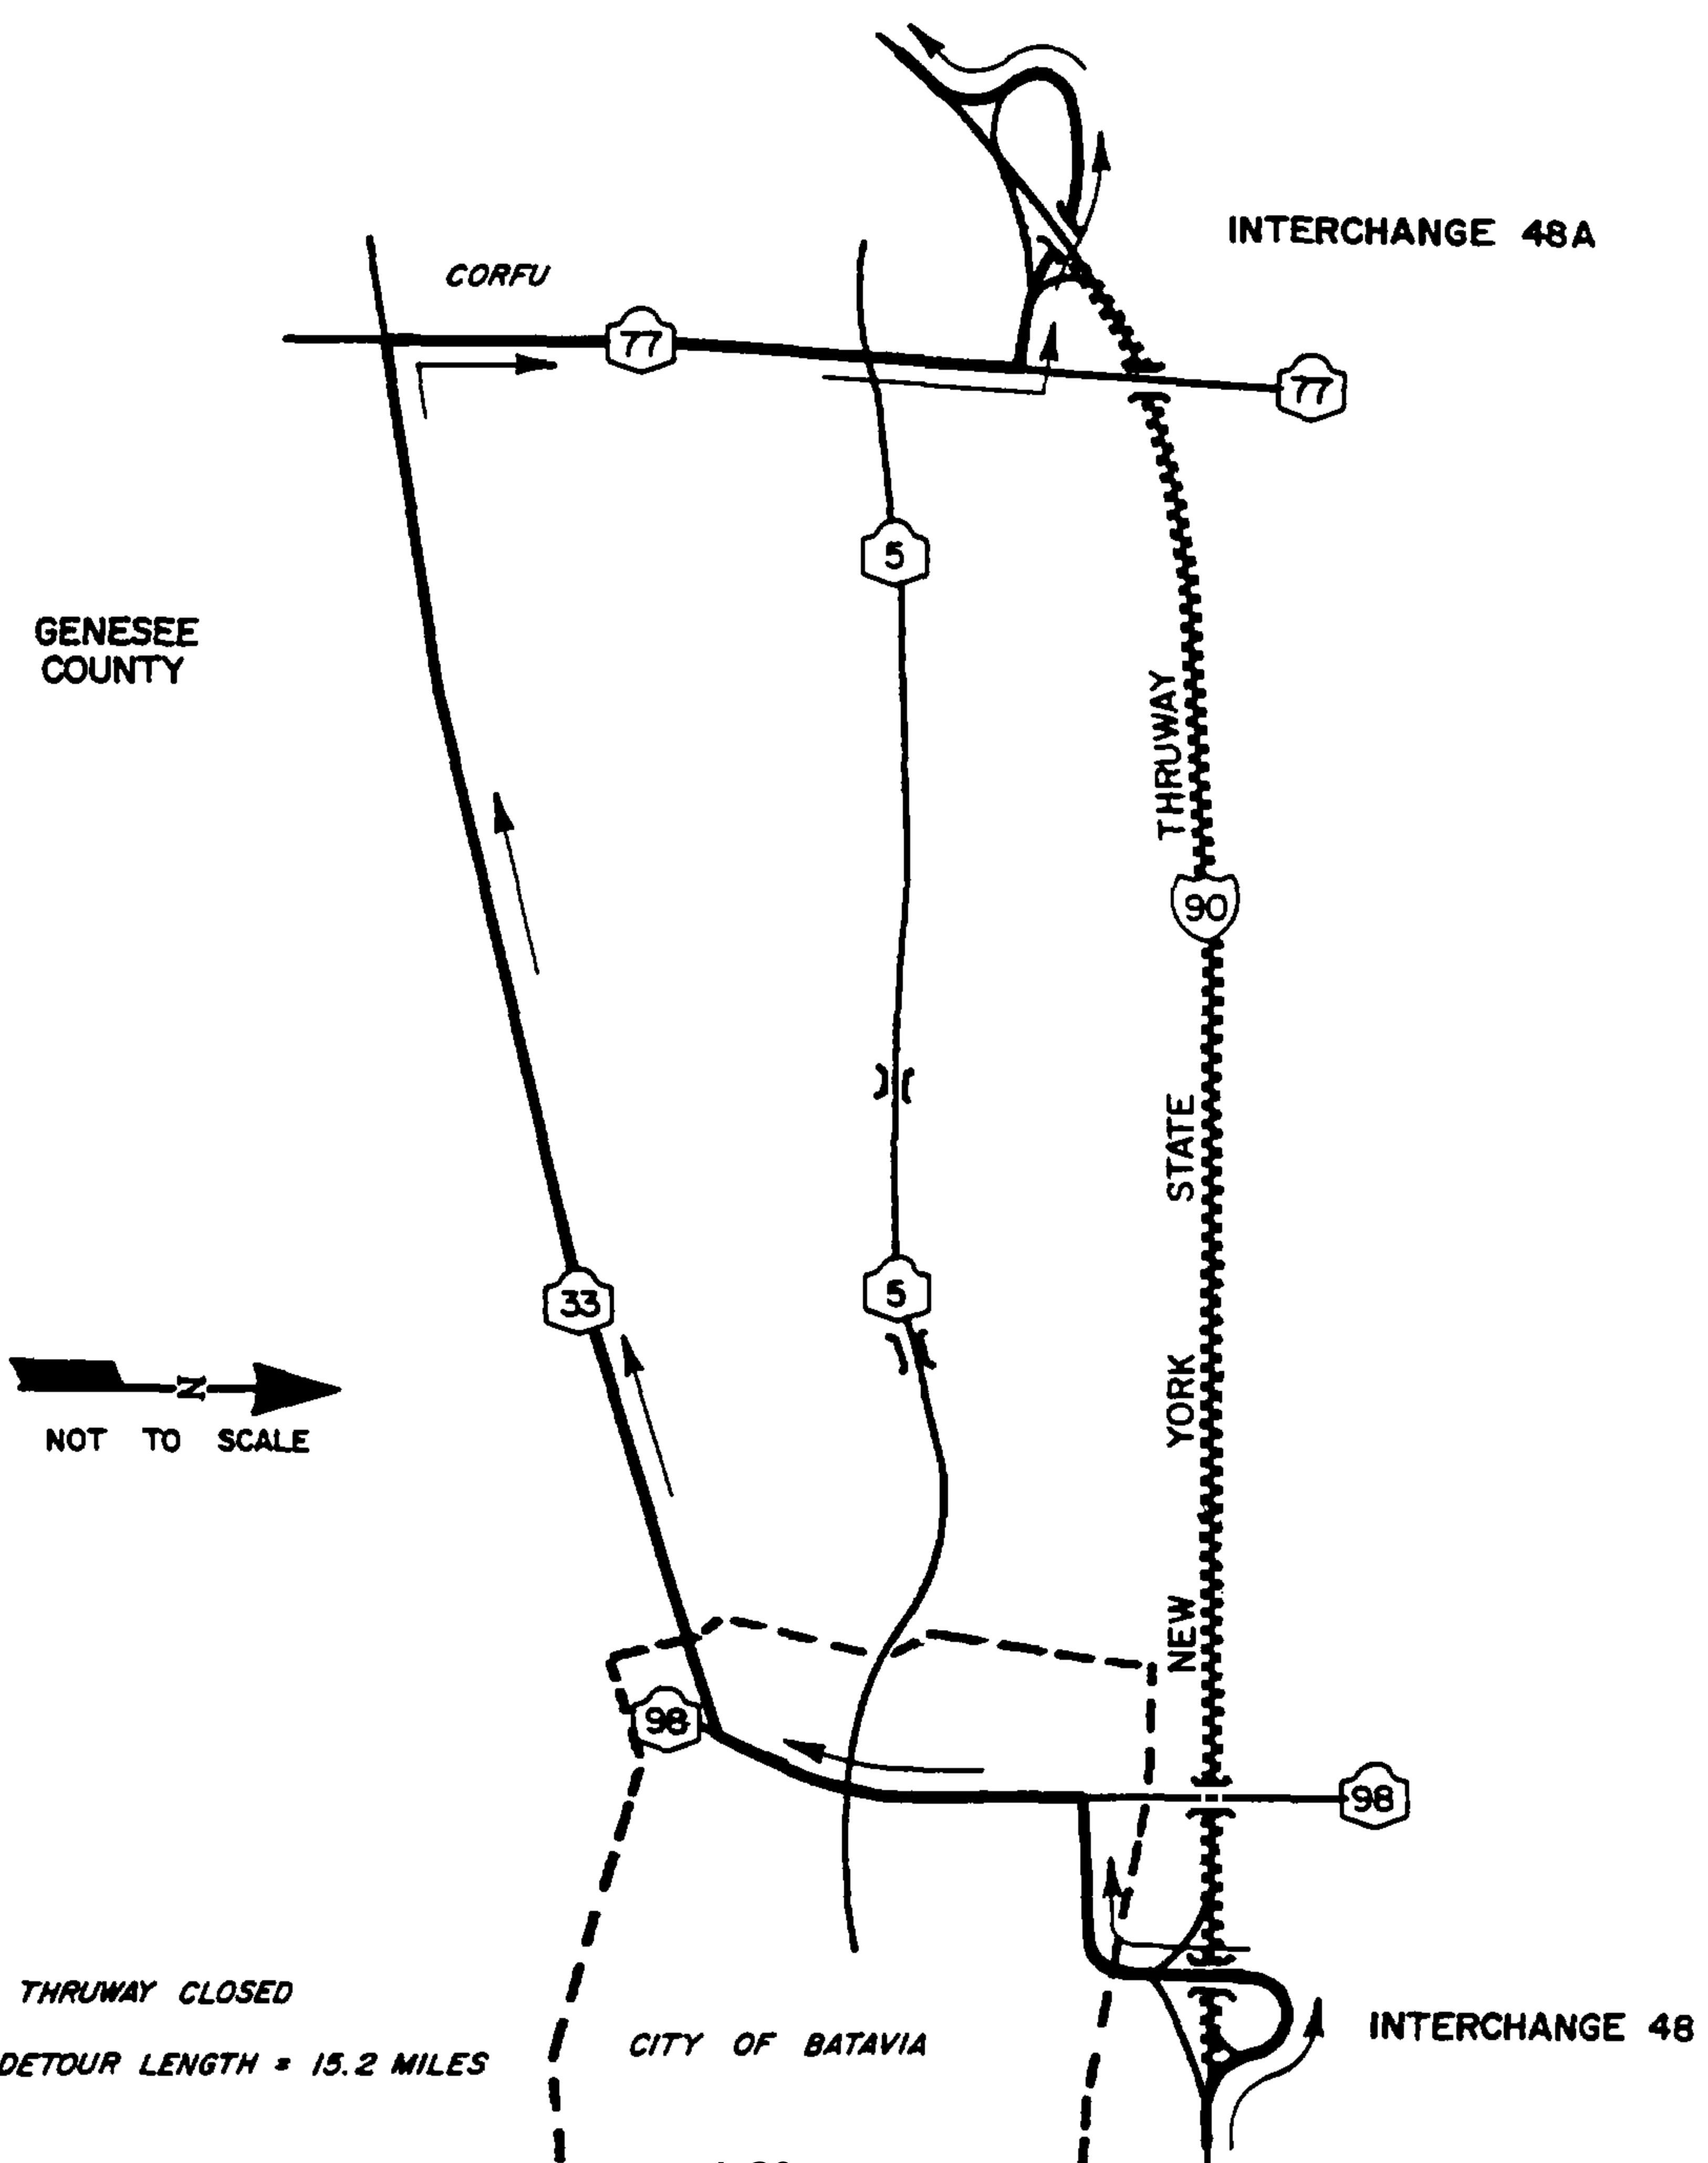 INTERCHANGE 48A
CORFU
77
77
5
GENESEE
COUNTY
THRUWAY
90
STATE
33
5
N
NOT TO SCALE
YORK
NEW
98
98
THRUWAY CLOSED
DETOUR LENGTH = 15.2 MILES
CITY OF BATAVIA
INTERCHANGE 48